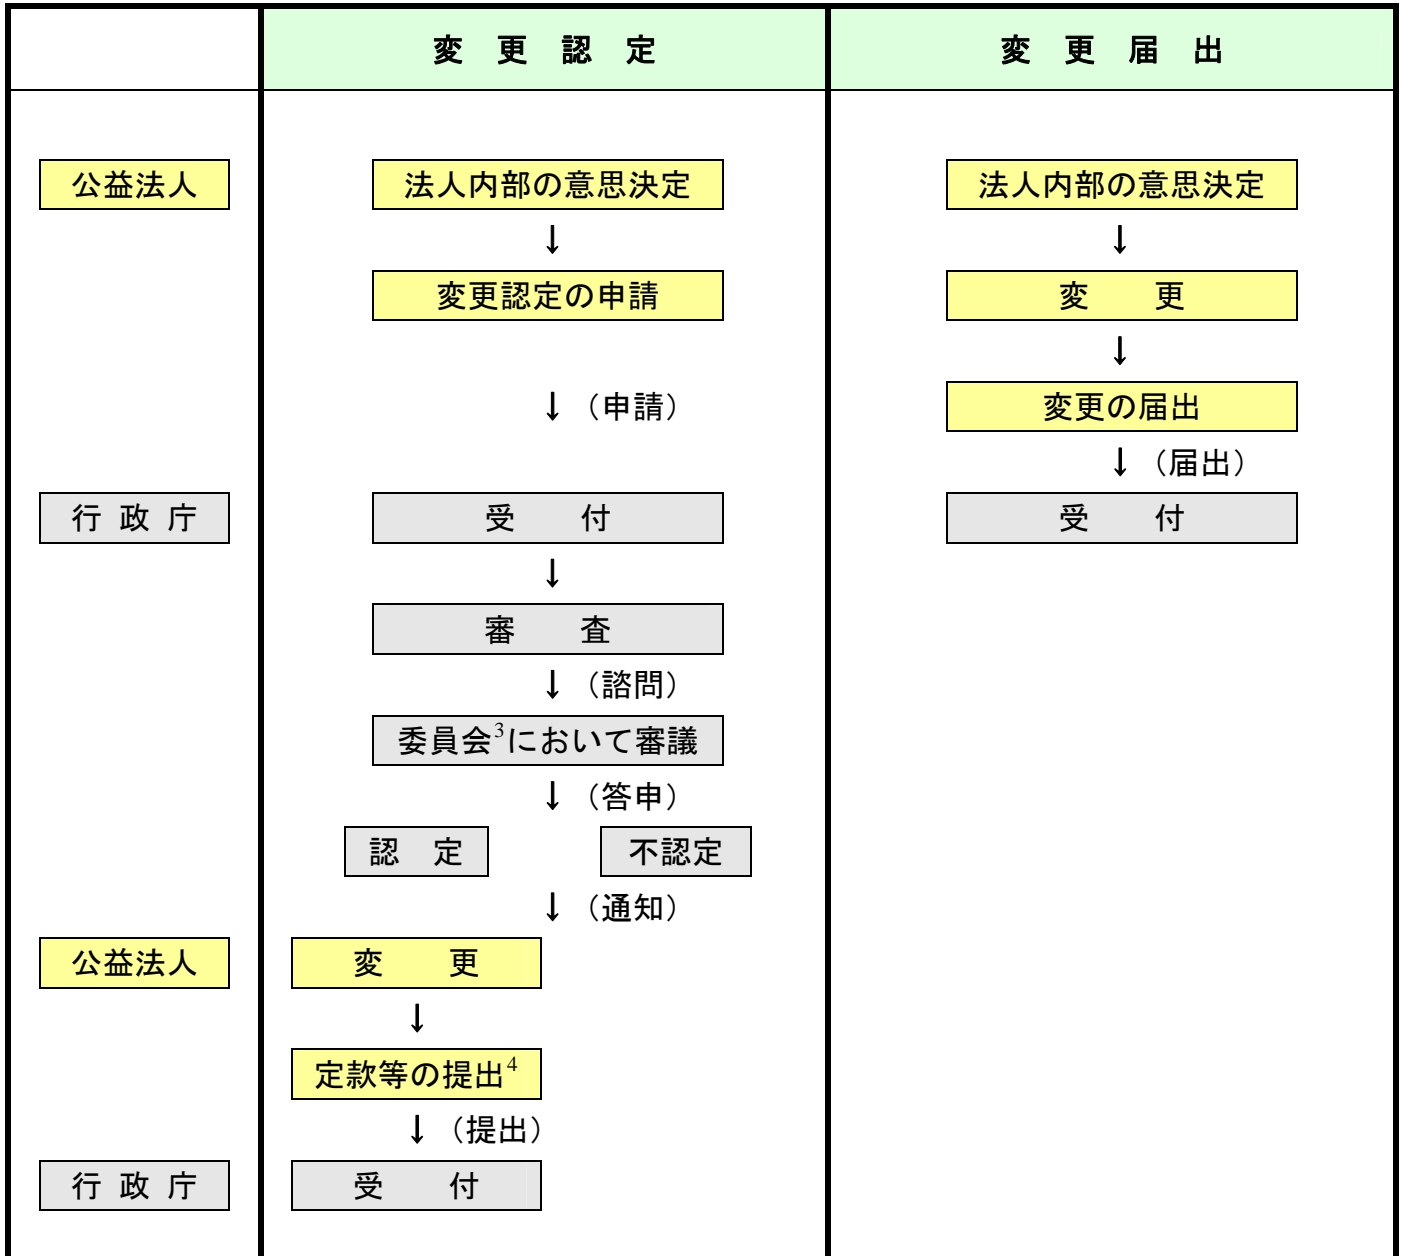 変 更 認 定 変 更 届 出
公益法人 法人内部の意思決定 法人内部の意思決定
↓ ↓
変更認定の申請 変 更
↓
↓（申請） 変更の届出
↓（届出）
行 政 庁 受 付 受 付
↓
審 査
↓（諮問）
委員会3において審議
↓（答申）
認 定 不認定
↓（通知）
公益法人 変 更
↓
定款等の提出4
↓（提出）
行 政 庁 受 付